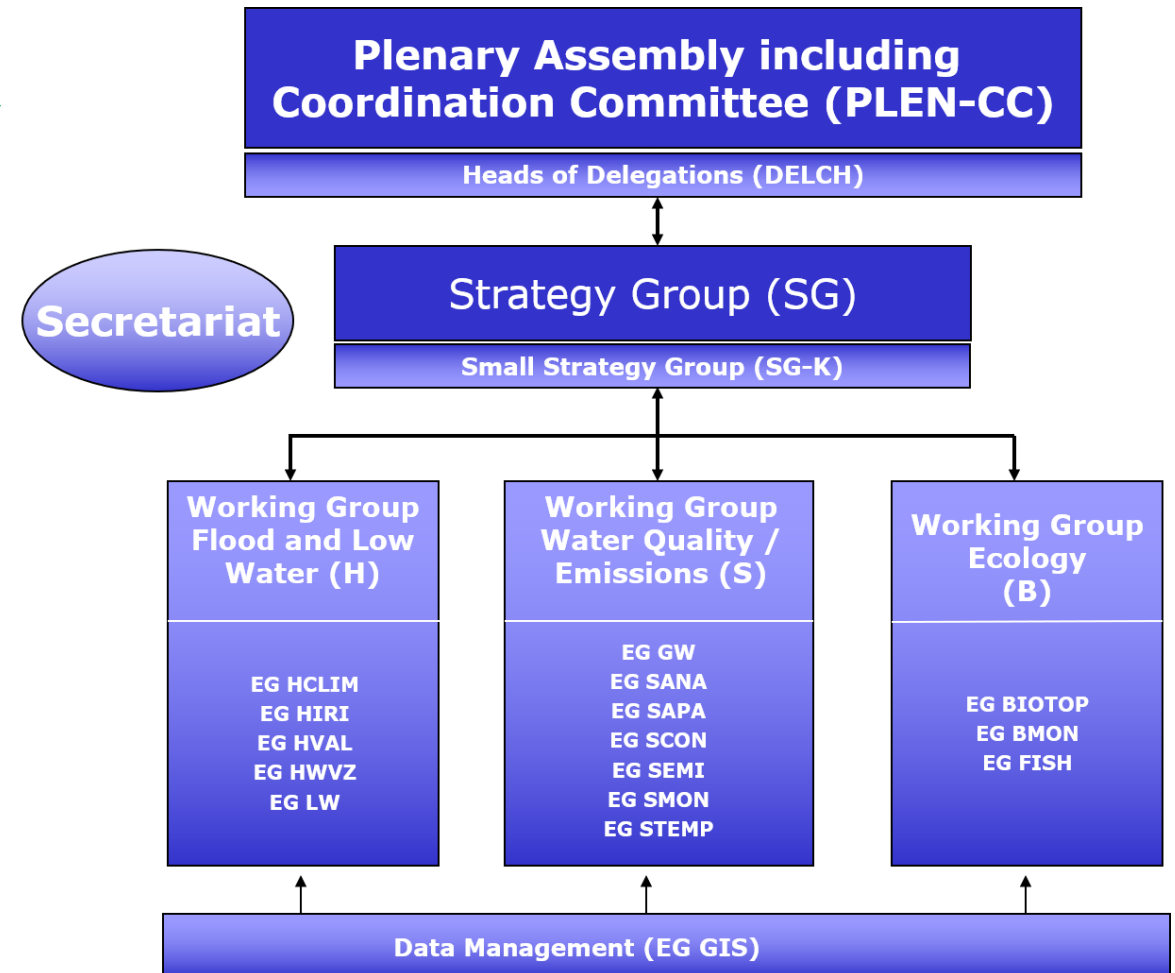 Plenary Assembly including
Coordination Committee (PLEN-CC)
Heads of Delegations (DELCH)
Strategy Group (SG)
Small Strategy Group (SG-K)
Secretariat
Working Group
Flood and Low
Water (H)
EG HCLIM
EG HIRI
EG HVAL
EG HWVZ
EG LW
Working Group
Water Quality /
Emissions (S)
EG GW
EG SANA
EG SAPA
EG SCON
EG SEMI
EG SMON
EG STEMP
Working Group
Ecology
(B)
EG BIOTOP
EG BMON
EG FISH
Data Management (EG GIS)